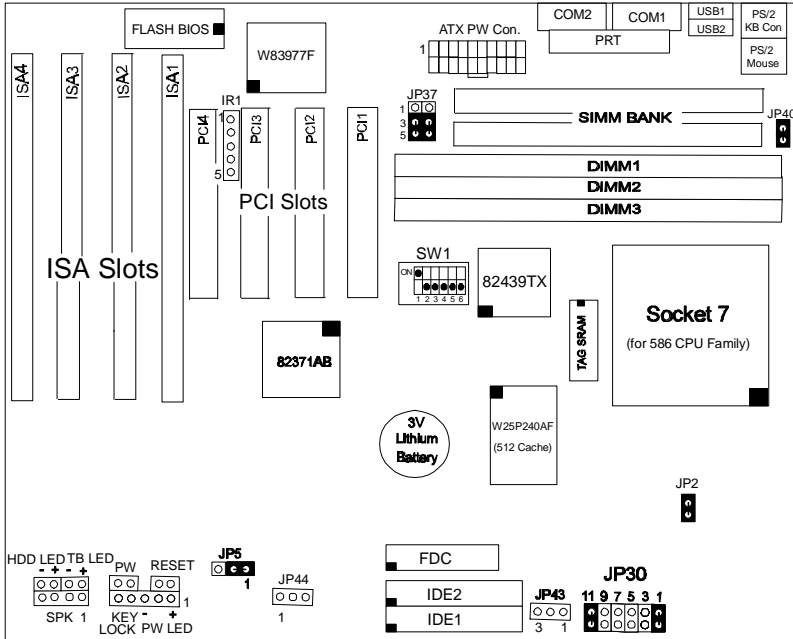 FLASH BIOS
W83977F
ATX PW Con.
1
COM2
COM1
PRT
USB1
USB2
PS/2
KB Con
PS/2
Mouse
ISA4
ISA3
ISA2
ISA1
PCI4
IR1
1
5
PCI3
PCI2
PCI1
JP37
1
3
5
SIMM BANK
JP40
DIMM1
DIMM2
DIMM3
PCI Slots
ISA Slots
SW1
ON
1 2 3 4 5 6
82439TX
TAG SRAM
Socket 7
(for 586 CPU Family)
82371AB
3V
Lithium
Battery
W25P240AF
(512 Cache)
JP2
HDD LED TB LED
- + - +
PW
RESET
1
SPK 1
KEY
LOCK
- +
PW LED
JP5
1
JP44
1
FDC
IDE2
IDE1
JP43
3 1
JP30
11 9 7 5 3 1